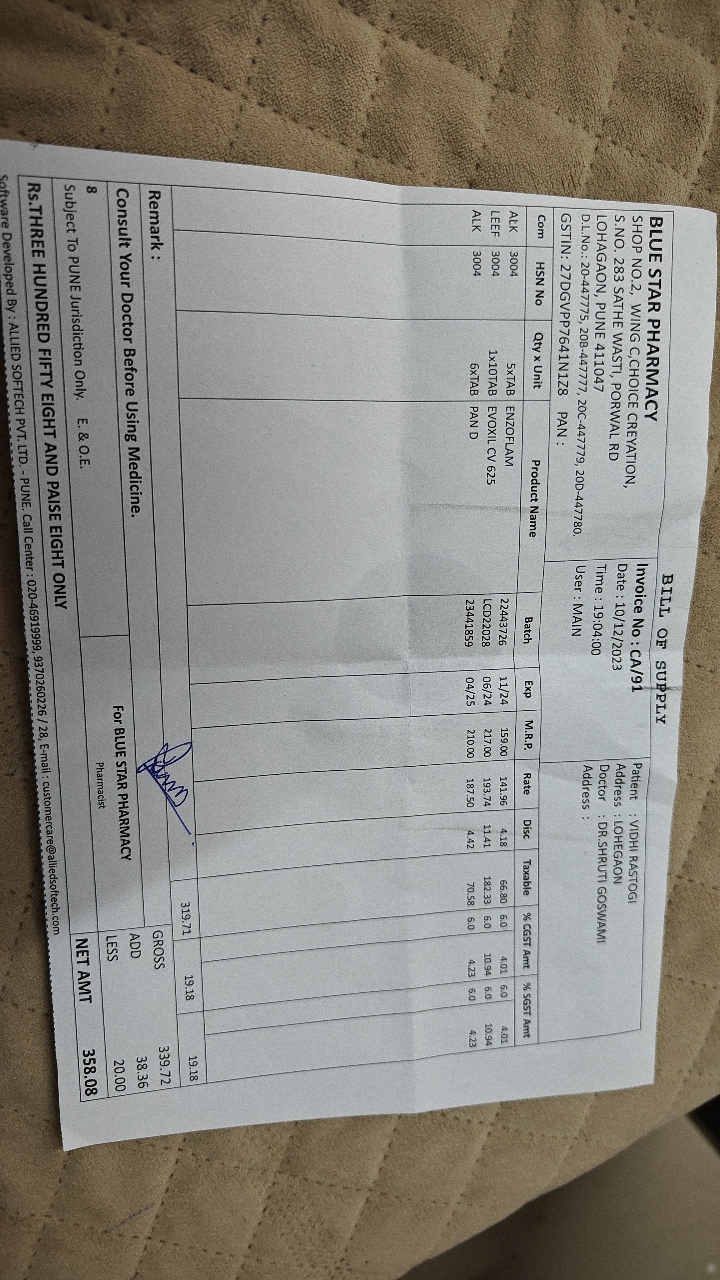 BILL OF SUPPLY
BLUE STAR PHARMACY
SHOP NO.2, WING C,CHOICE CREYATION,
S.NO. 283 SATHE WASTI, PORWAL RD
LOHAGAON, PUNE 411047
D.L.No.: 20-447775, 20B-447777, 20C-447779, 20D-447780.
GSTIN: 27DGVPP7641N1Z8 PAN :
Invoice No : CA/91
Date : 10/12/2023
Time : 19:04:00
User : MAIN
Patient : VIDHI RASTOGI
Address : LOHEGAON
Doctor : DR.SHRUTI GOSWAMI
Address :
Com HSN No Qty x Unit Product Name Batch Exp M.R.P. Rate Disc Taxable % CGST Amt % SGST Amt
ALK 3004 5xTAB ENZOFLAM 22443726 11/24 159.00 141.96 4.18 66.80 6.0 4.01 6.0 4.01
LEEF 3004 1x10TAB EVOXIL CV 625 LCD22028 06/24 217.00 193.74 11.41 182.33 6.0 10.94 6.0 10.94
ALK 3004 6xTAB PAN D 23441859 04/25 210.00 187.50 4.42 70.58 6.0 4.23 6.0 4.23
319.71 19.18 19.18
Remark :
GROSS 339.72
Consult Your Doctor Before Using Medicine.
For BLUE STAR PHARMACY
ADD 38.36
8
Pharmacist
LESS 20.00
Subject To PUNE Jurisdiction Only. E. & O.E.
NET AMT 358.08
Rs.THREE HUNDRED FIFTY EIGHT AND PAISE EIGHT ONLY
Software Developed By : ALLIED SOFTECH PVT. LTD. - PUNE. Call Center : 020-46919999, 9370260226 / 28, E-mail : customercare@alliedsoftech.com